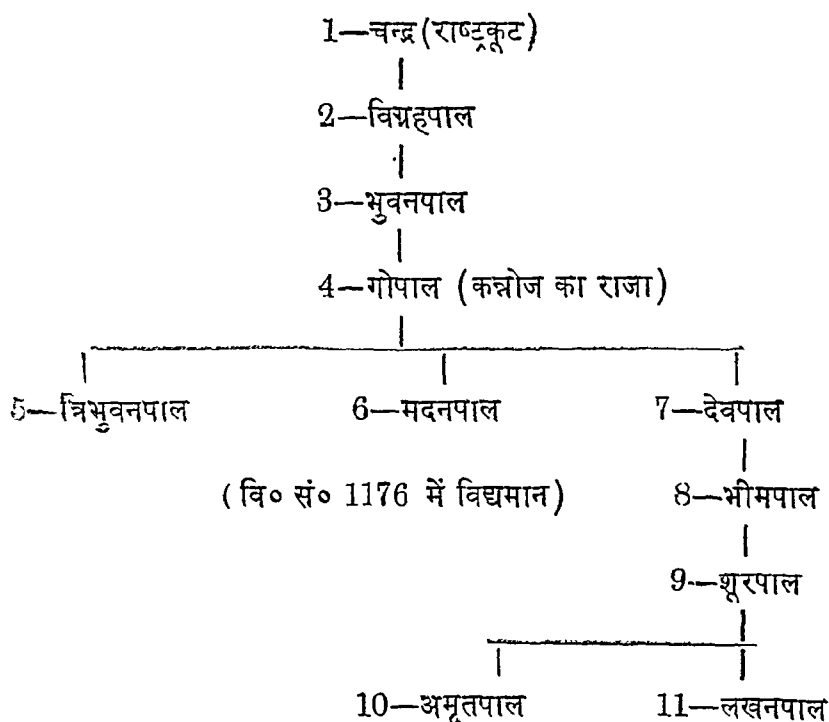 1—चन्द्र (राष्ट्रकूट)
2—विग्रहपाल
3—भुवनपाल
4—गोपाल (कन्नोज का राजा)
5—त्रिभुवनपाल 6—मदनपाल 7—देवपाल
(वि० सं० 1176 में विद्यमान) 8—भीमपाल
9—शूरपाल
10—अमृतपाल 11—लखनपाल